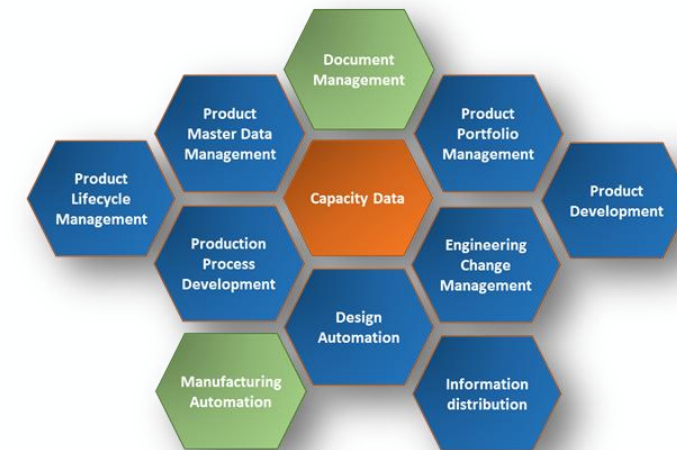 Document
Management
Product
Master Data
Management
Product
Portfolio
Management
Product
Lifecycle
Management
Capacity Data
Product
Development
Production
Process
Development
Engineering
Change
Management
Design
Automation
Manufacturing
Automation
Information
distribution